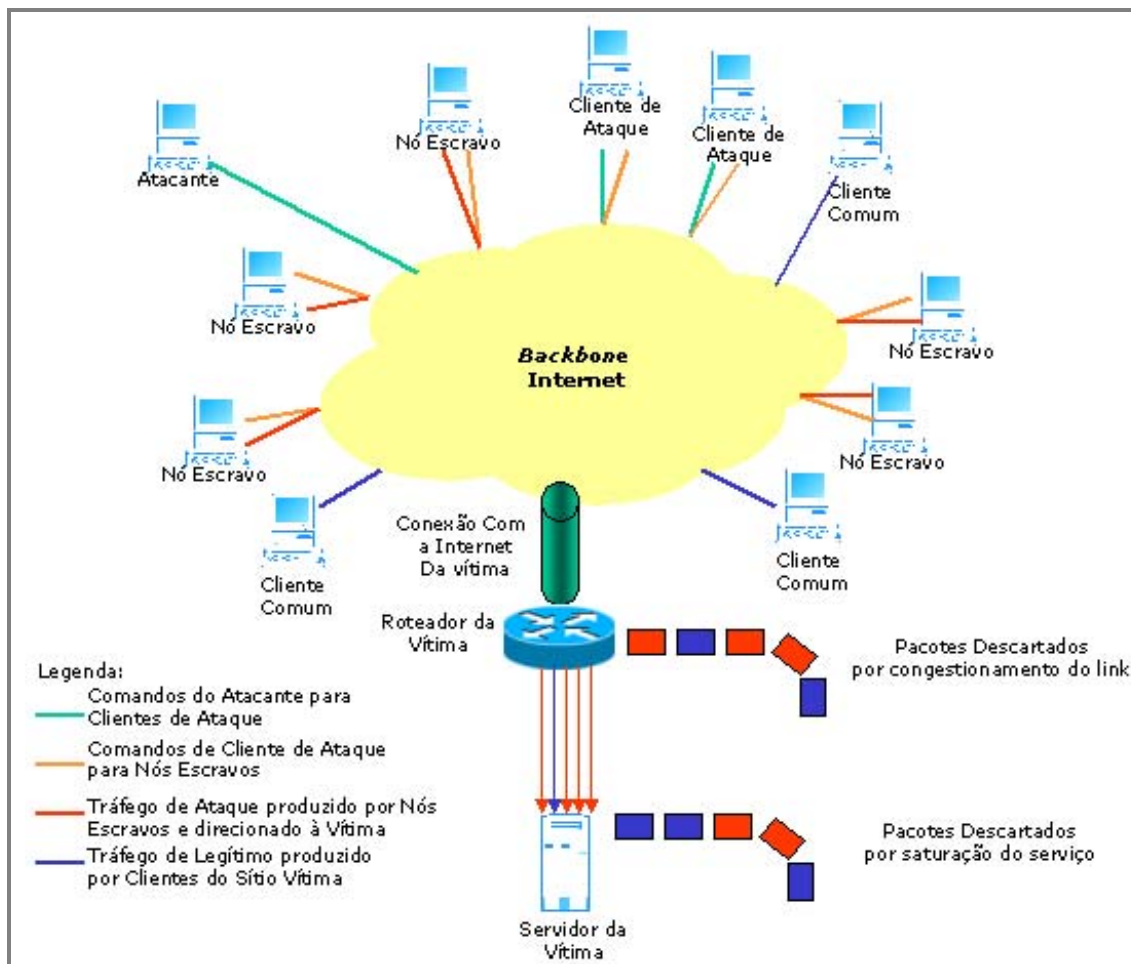 Atacante
Nó Escravo
Cliente de
Ataque
Cliente de
Ataque
Cliente
Comum
Nó Escravo
Nó Escravo
Backbone
Internet
Nó Escravo
Nó Escravo
Cliente
Comum
Conexão Com
a Internet
Da vítima
Cliente
Comum
Roteador da
Vítima
Pacotes Descartados
por congestionamento do link
Legenda:
Comandos do Atacante para
Clientes de Ataque
Comandos de Cliente de Ataque
para Nós Escravos
Tráfego de Ataque produzido por Nós
Escravos e direcionado à Vítima
Tráfego de Legítimo produzido
por Clientes do Sítio Vítima
Pacotes Descartados
por saturação do serviço
Servidor da
Vítima